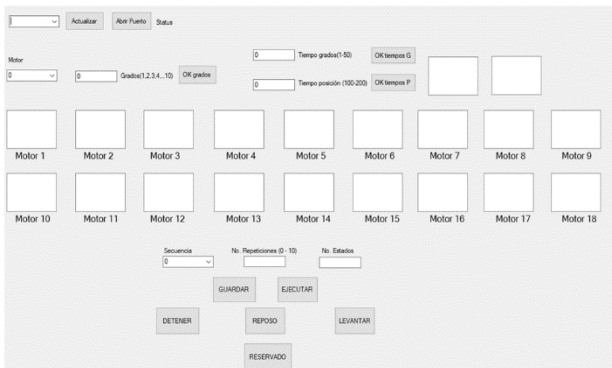 Actualizar Abrir Puerto Status
0 Tiempo grados(1-50) OK tiempos G
Motor
0 0 Grados(1,2,3,4...10) OK grados
0 Tiempo posición (100-200) OK tiempos P
Motor 1 Motor 2 Motor 3 Motor 4 Motor 5 Motor 6 Motor 7 Motor 8 Motor 9
Motor 10 Motor 11 Motor 12 Motor 13 Motor 14 Motor 15 Motor 16 Motor 17 Motor 18
Secuencia No. Repeticiones (0 - 10) No. Estados
0
GUARDAR EJECUTAR
DETENER REPOSO LEVANTAR
RESERVADO